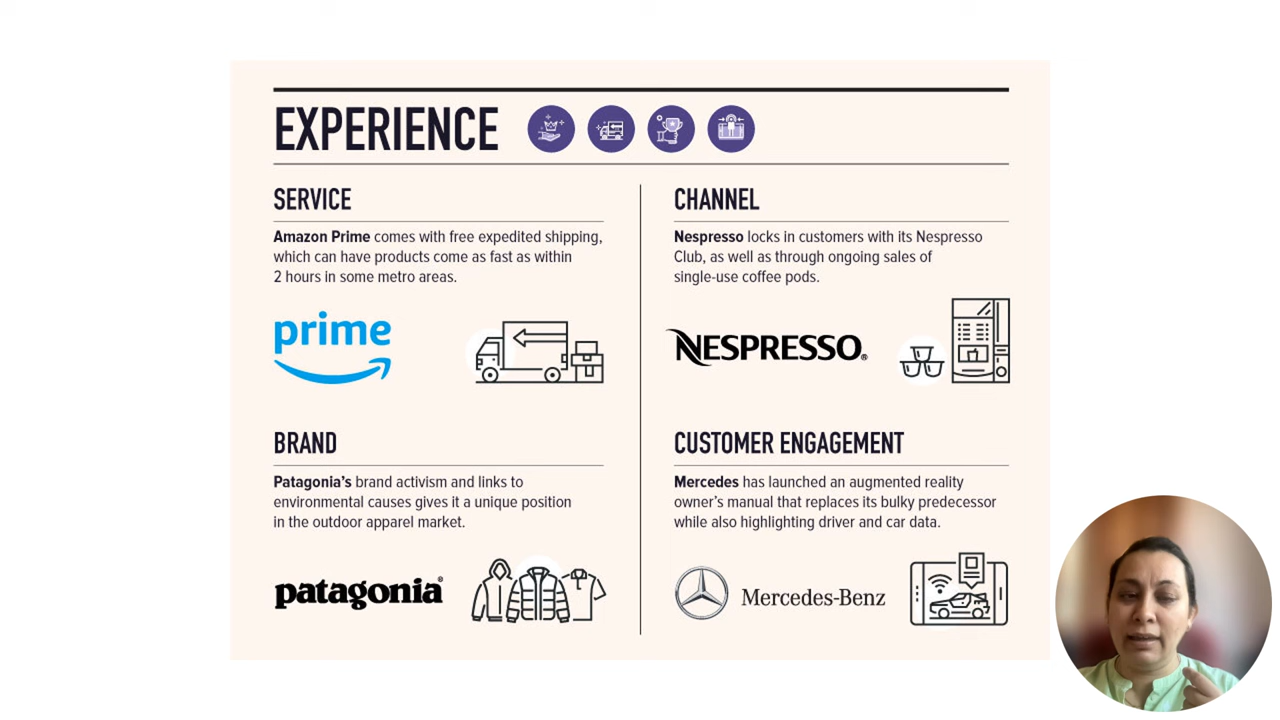 EXPERIENCE
SERVICE
Amazon Prime comes with free expedited shipping,
which can have products come as fast as within
2 hours in some metro areas.
prime
CHANNEL
Nespresso locks in customers with its Nespresso
Club, as well as through ongoing sales of
single-use coffee pods.
NESPRESSO®
BRAND
Patagonia's brand activism and links to
environmental causes gives it a unique position
in the outdoor apparel market.
patagonia®
CUSTOMER ENGAGEMENT
Mercedes has launched an augmented reality
owner's manual that replaces its bulky predecessor
while also highlighting driver and car data.
Mercedes-Benz